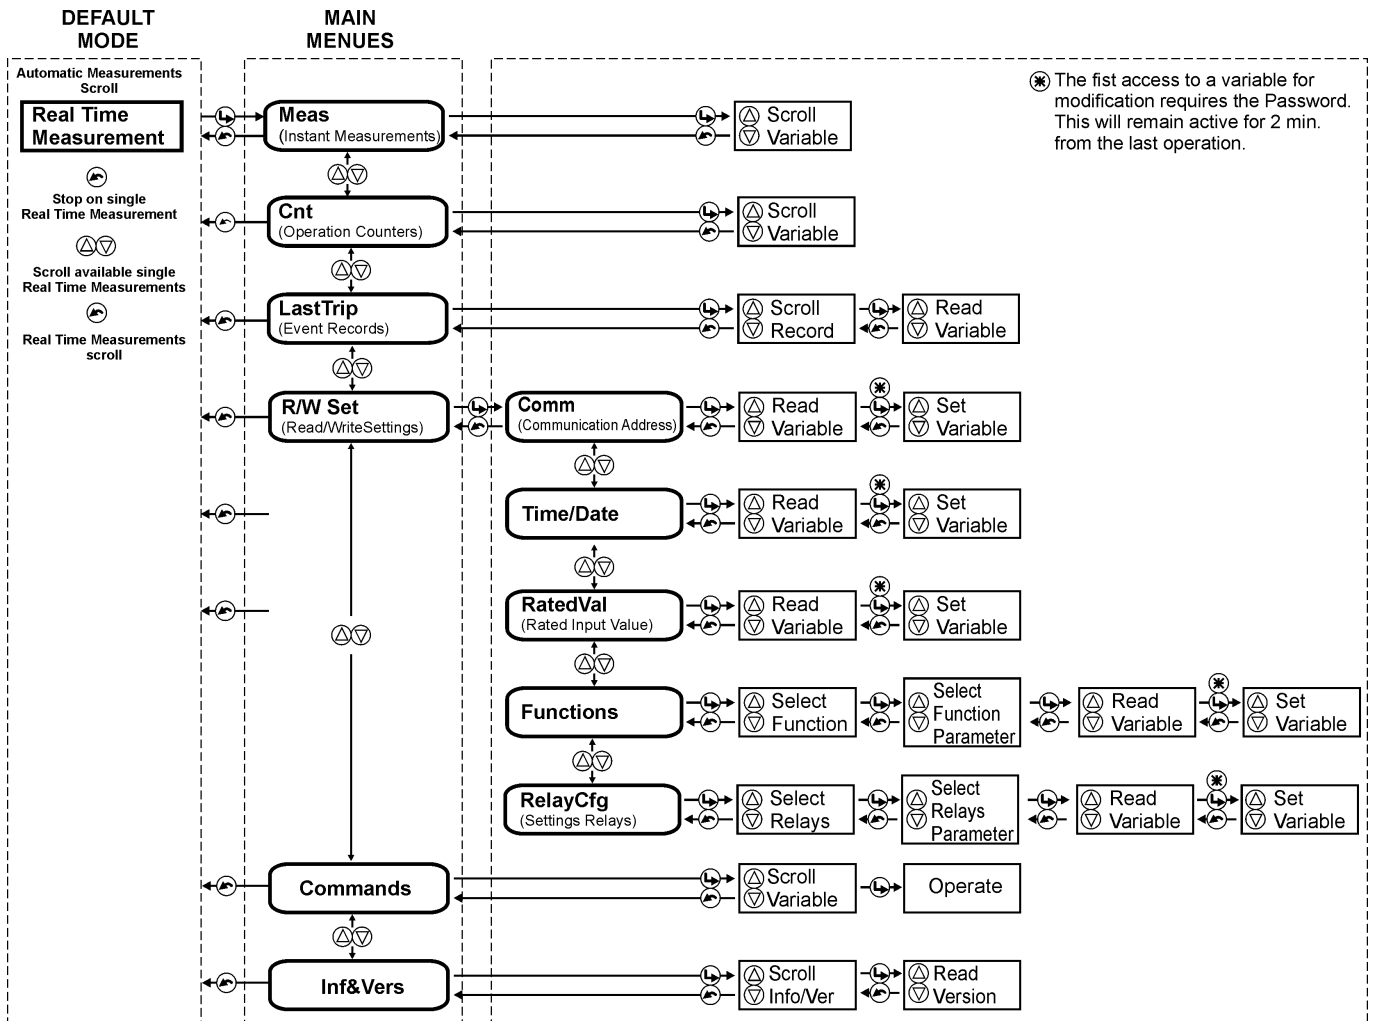 DEFAULT
MODE
MAIN
MENUES
Automatic Measurements
Scroll
Real Time
Measurement
Stop on single
Real Time Measurement
Scroll available single
Real Time Measurements
Real Time Measurements
scroll
The fist access to a variable for
modification requires the Password.
This will remain active for 2 min.
from the last operation.
Meas
(Instant Measurements)
Scroll
Variable
Cnt
(Operation Counters)
Scroll
Variable
LastTrip
(Event Records)
Scroll
Record
Read
Variable
R/W Set
(Read/WriteSettings)
Comm
(Communication Address)
Read
Variable
Set
Variable
Time/Date
Read
Variable
Set
Variable
RatedVal
(Rated Input Value)
Read
Variable
Set
Variable
Functions
Select
Function
Select
Function
Parameter
Read
Variable
Set
Variable
RelayCfg
(Settings Relays)
Select
Relays
Select
Relays
Parameter
Read
Variable
Set
Variable
Commands
Scroll
Variable
Operate
Inf&Vers
Scroll
Info/Ver
Read
Version